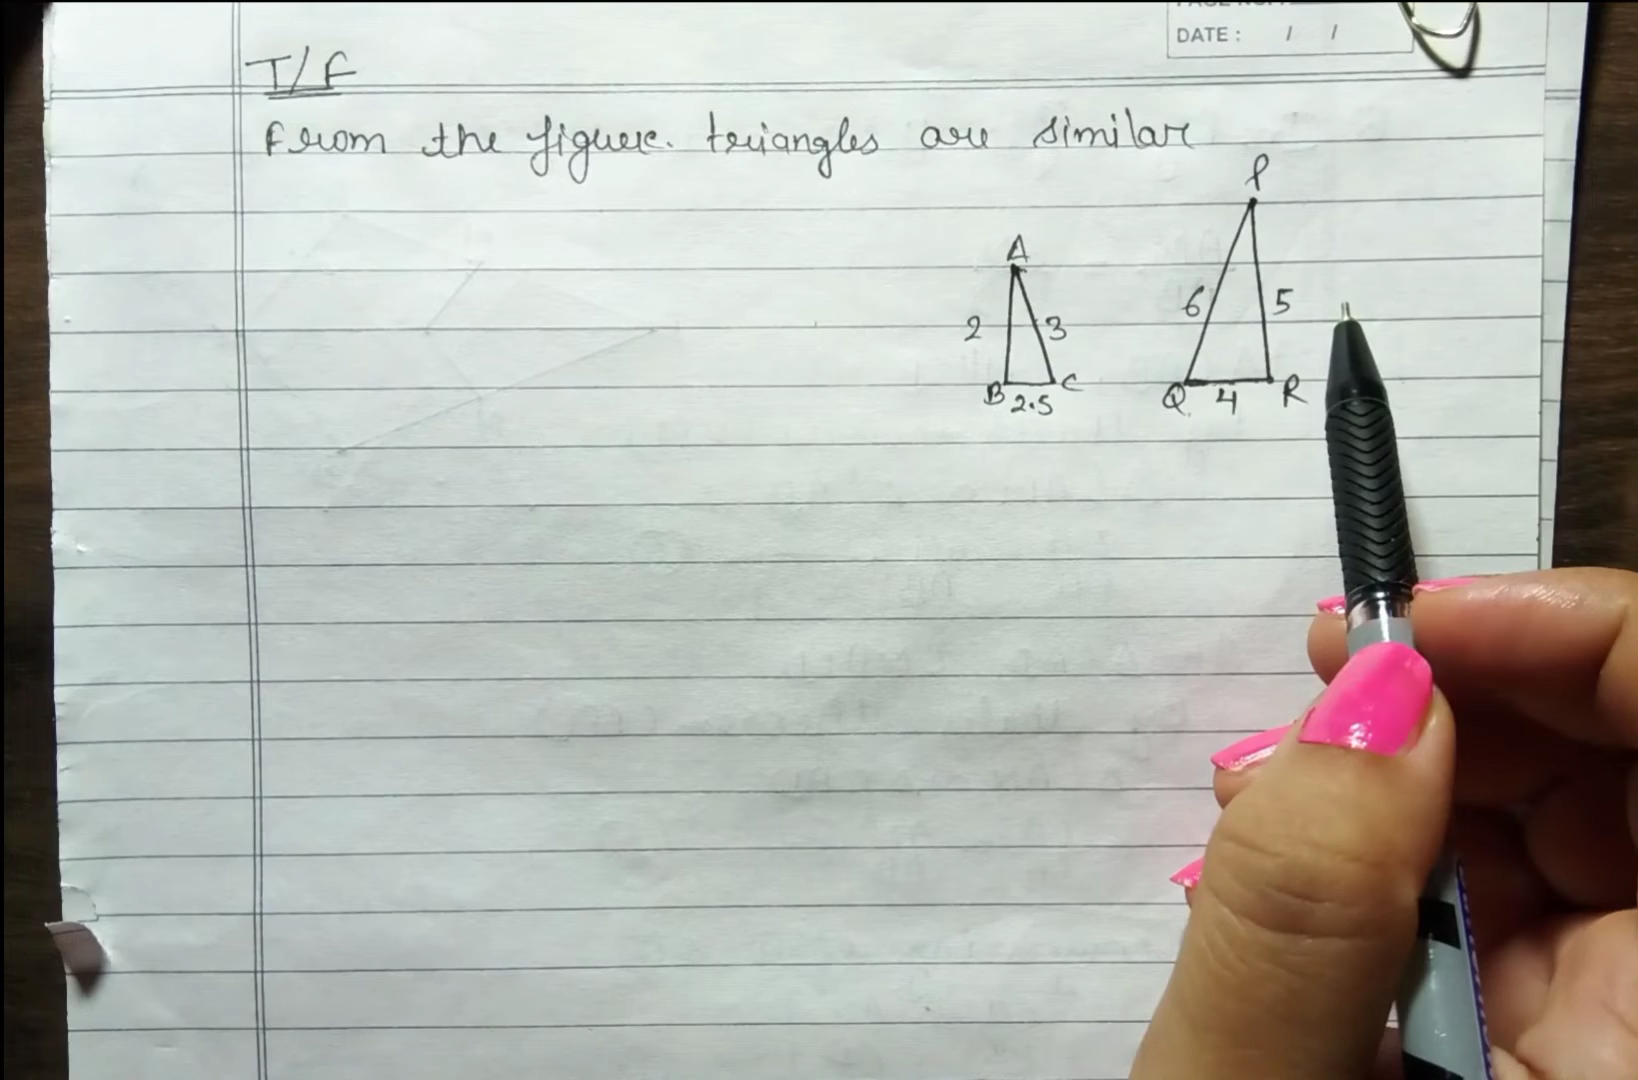 DATE: / /
T/F
From the figure. triangles are similar
P
A
6 5
2 3
B C
2.5
Q 4 R